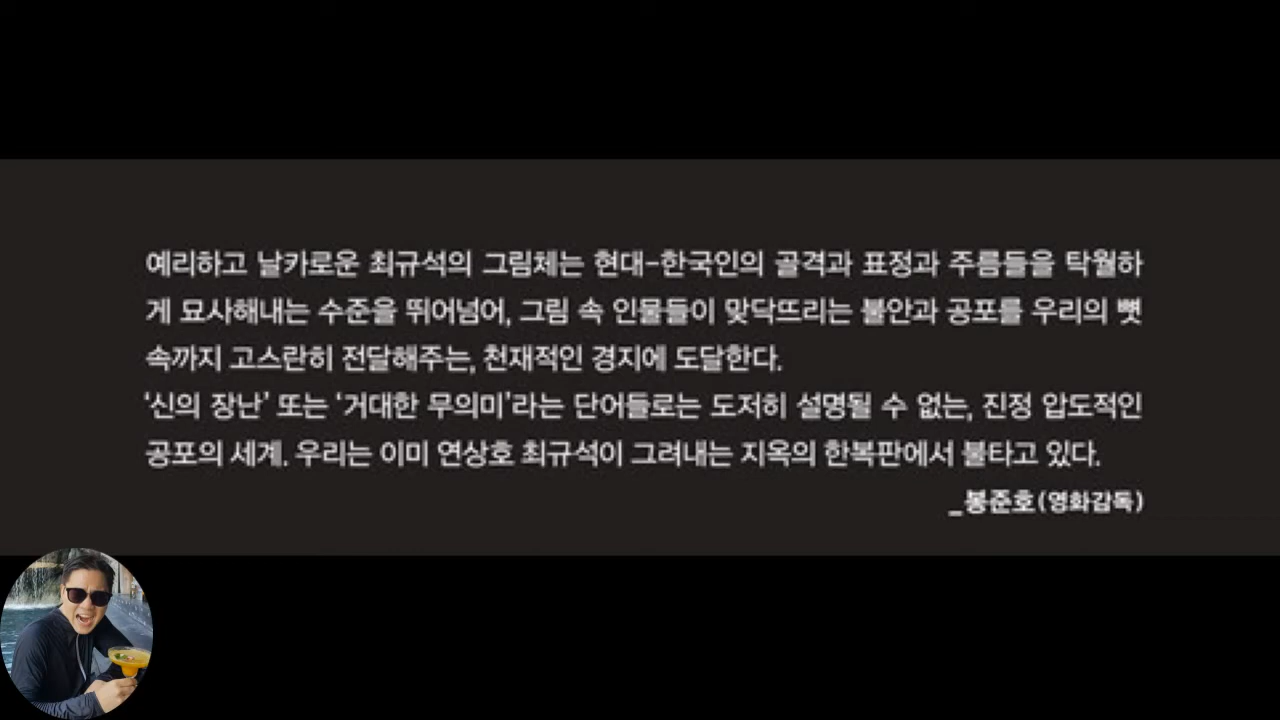 예리하고 날카로운 최규석의 그림체는 현대-한국인의 골격과 표정과 주름들을 탁월하
게 묘사해내는 수준을 뛰어넘어, 그림 속 인물들이 맞닥뜨리는 불안과 공포를 우리의 뼛
속까지 고스란히 전달해주는, 천재적인 경지에 도달한다.
‘신의 장난’ 또는 ‘거대한 무의미’라는 단어들로는 도저히 설명될 수 없는, 진정 압도적인
공포의 세계. 우리는 이미 연상호 최규석이 그려내는 지옥의 한복판에서 불타고 있다.
_봉준호(영화감독)